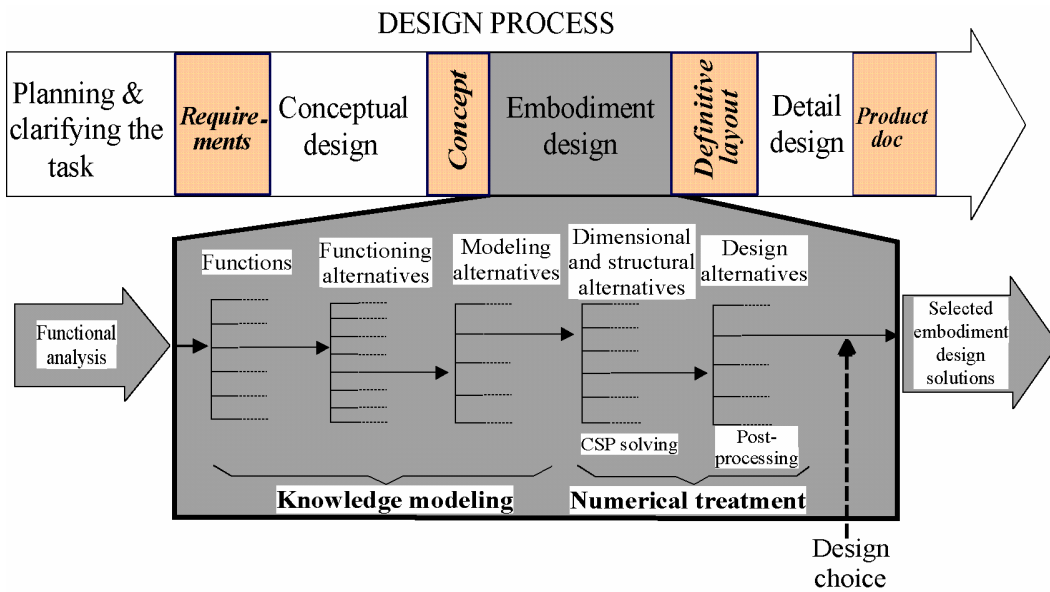 DESIGN PROCESS
Planning &
clarifying the
task
Require-
ments
Conceptual
design
Concept
Embodiment
design
Definitive
layout
Detail
design
Product
doc
Functions
Functioning
alternatives
Modeling
alternatives
Dimensional
and structural
alternatives
Design
alternatives
Functional
analysis
Selected
embodiment
design
solutions
CSP solving
Post-
processing
Knowledge modeling
Numerical treatment
Design
choice